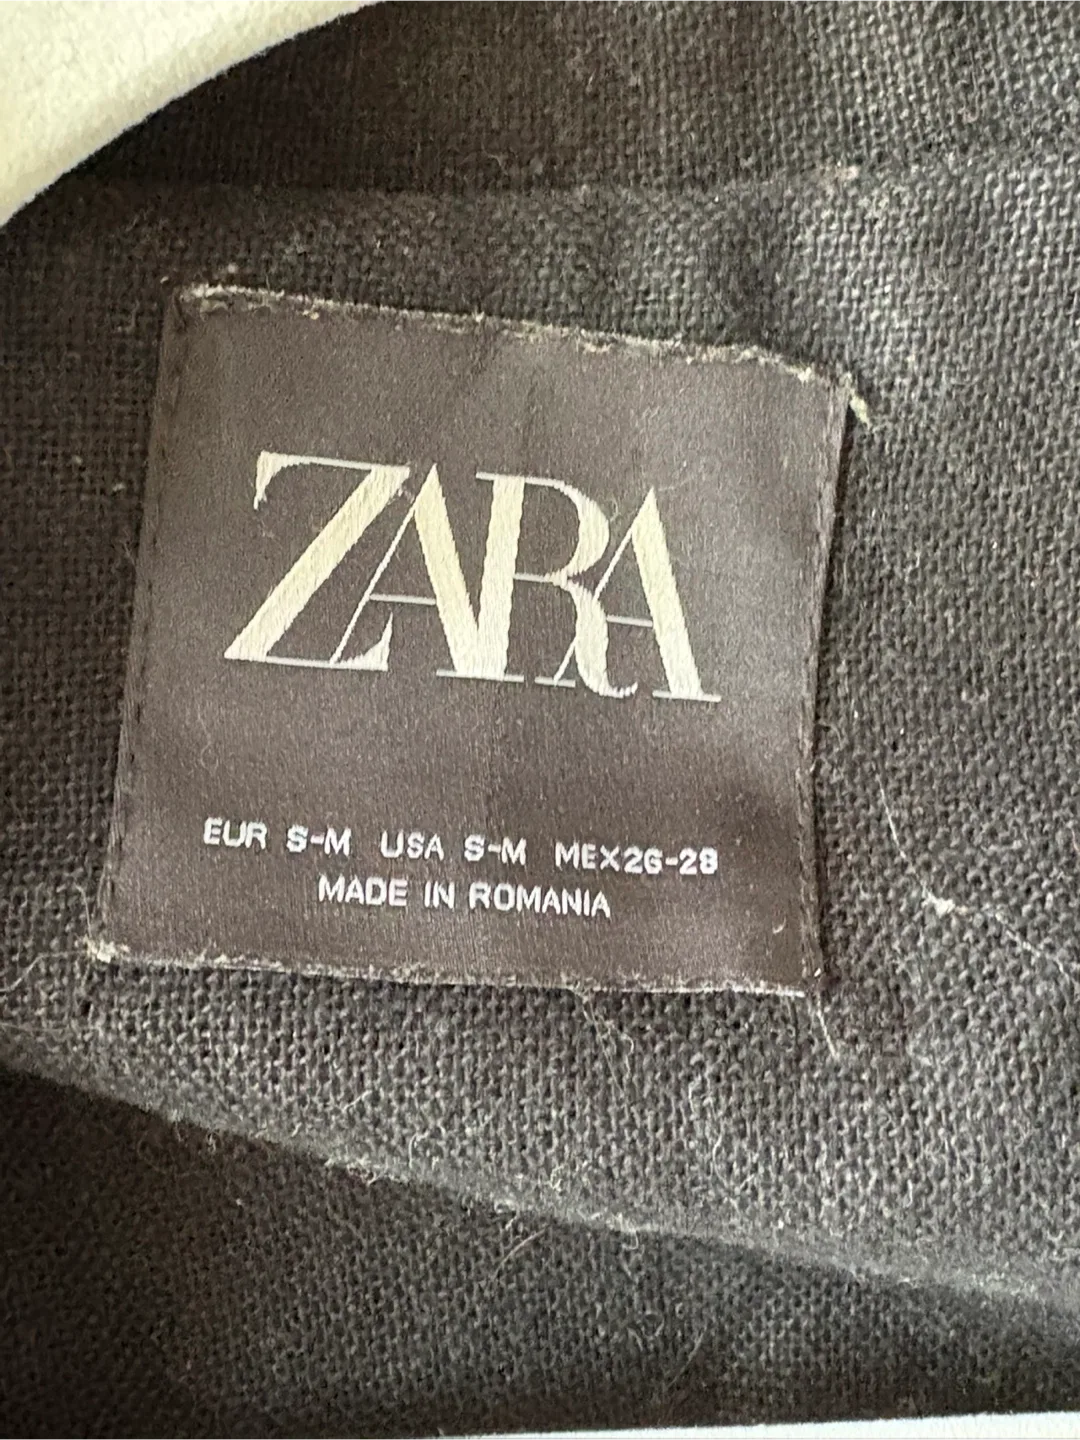 ZARA
EUR S-M USA S-M MEX26-28
MADE IN ROMANIA